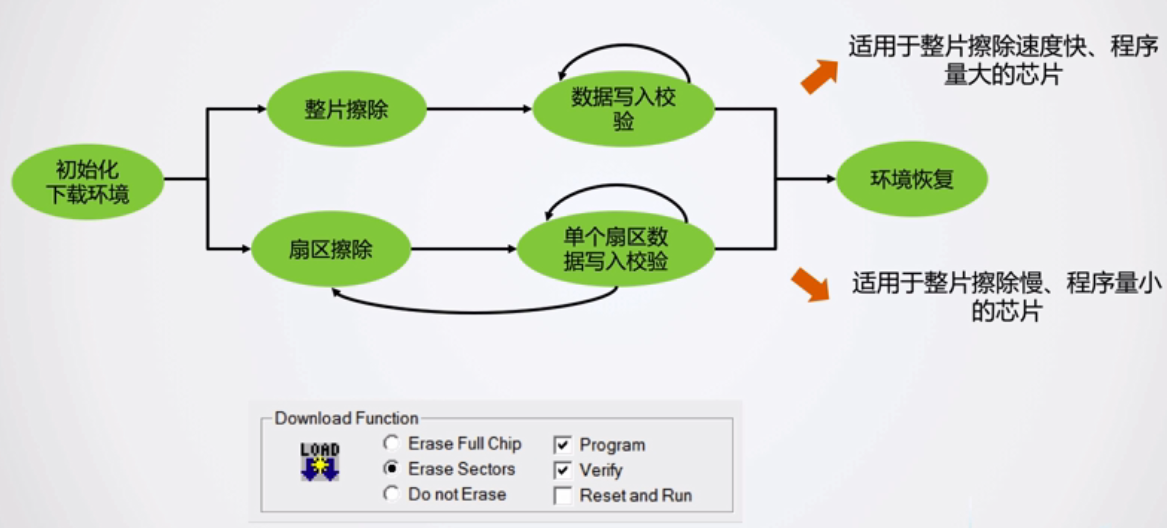 适用于整片擦除速度快、程序
量大的芯片
整片擦除
数据写入校
验
初始化
下载环境
环境恢复
扇区擦除
单个扇区数
据写入校验
适用于整片擦除慢、程序量小
的芯片
Download Function
LOAD
Erase Full Chip
Program
Erase Sectors
Verify
Do not Erase
Reset and Run